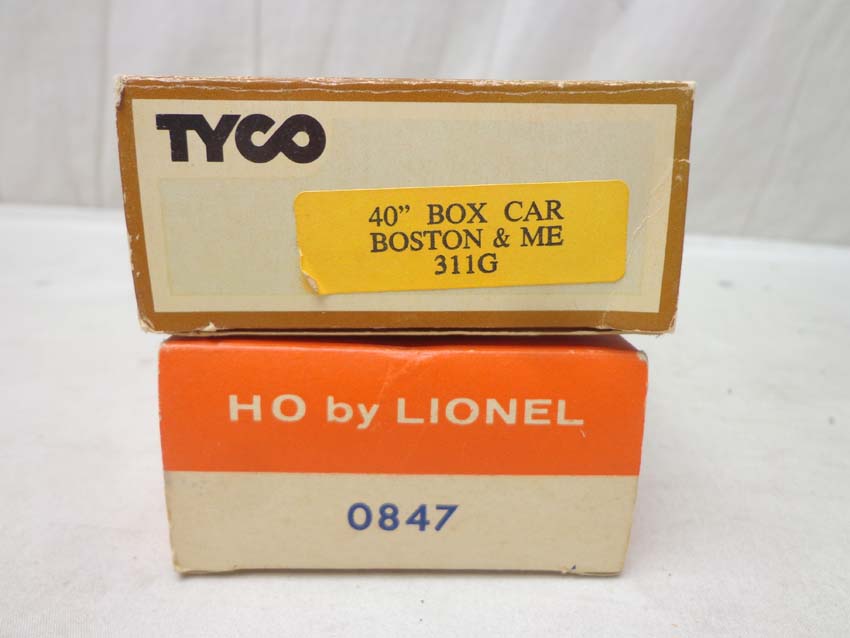 TYCO
40” BOX CAR
BOSTON & ME
311G
HO by LIONEL
0847